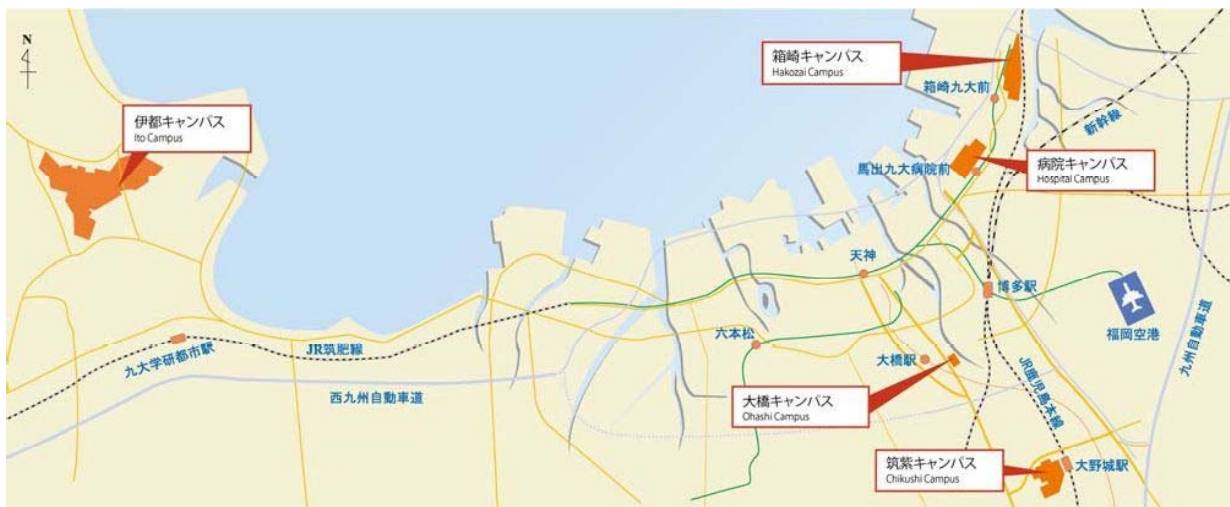 N
伊都キャンパス
Ito Campus
箱崎キャンパス
Hakozai Campus
箱崎九大前
新幹線
馬出九大病院前
病院キャンパス
Hospital Campus
天神
博多駅
福岡空港
九州自動車道
六本松
大橋駅
JR鹿児島本線
JR筑肥線
九大学研都市駅
西九州自動車道
大橋キャンパス
Ohashi Campus
筑紫キャンパス
Chikushi Campus
大野城駅